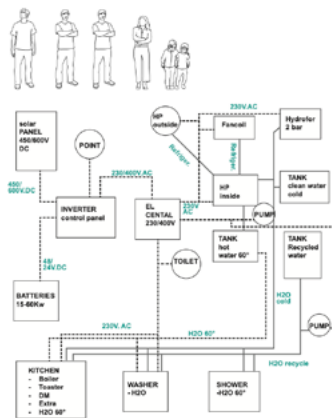 solar
PANEL
450/600V
DC
POINT
HP
outside
230V.AC
Fancoil
Hydrofor
2 bar
Refriger.
Refriger.
TANK
clean water
cold
450/
600V.DC
230/400V.AC
INVERTER
control panel
EL
CENTAL
230/400V
230V
AC
HP
inside
PUMP
48/
24V.DC
TOILET
TANK
hot
water 60°
TANK
Recycled
water
BATTERIES
15-60Kw
H2O
cold
230V. AC
H2O 60°
PUMP
H2O recycle
KITCHEN
- Boiler
- Toaster
- DM
- Extra
- H2O 60°
WASHER
- H2O
SHOWER
-H2O 60°